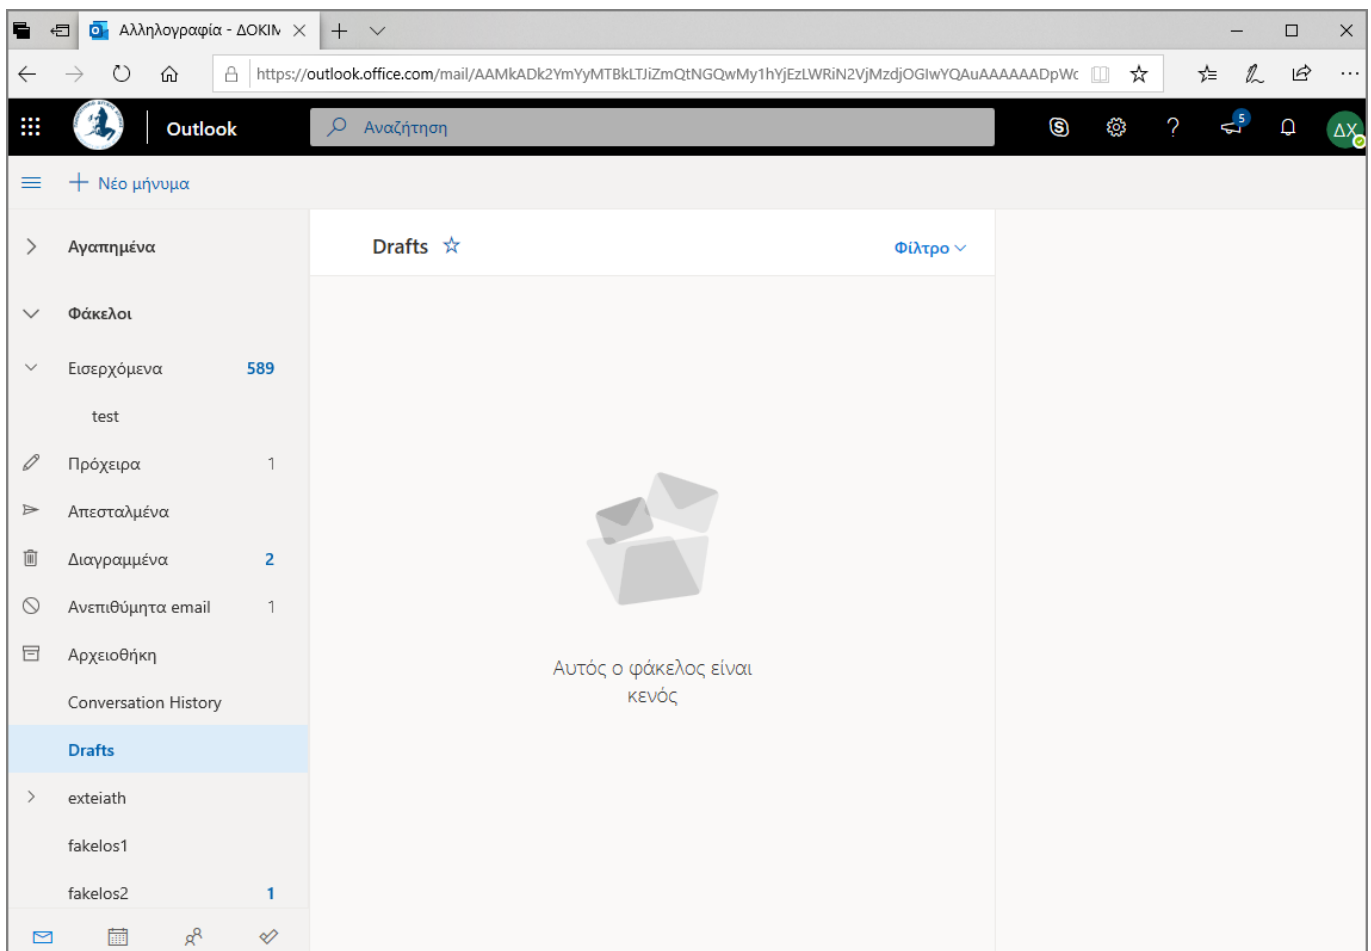 Αλληλογραφία - ΔΟΚΙΜ
https://outlook.office.com/mail/AAMkADk2YmYyMTBkLTJiZmQtNGQwMy1hYjEzLWRiN2VjMzdjOGIwYQAuAAAAAADpWc
Outlook
Αναζήτηση
5
ΔΧ
Νέο μήνυμα
Αγαπημένα
Drafts
Φίλτρο
Φάκελοι
Εισερχόμενα 589
test
Πρόχειρα 1
Απεσταλμένα
Διαγραμμένα 2
Ανεπιθύμητα email 1
Αρχειοθήκη
Αυτός ο φάκελος είναι
κενός
Conversation History
Drafts
exteiath
fakelos1
fakelos2 1